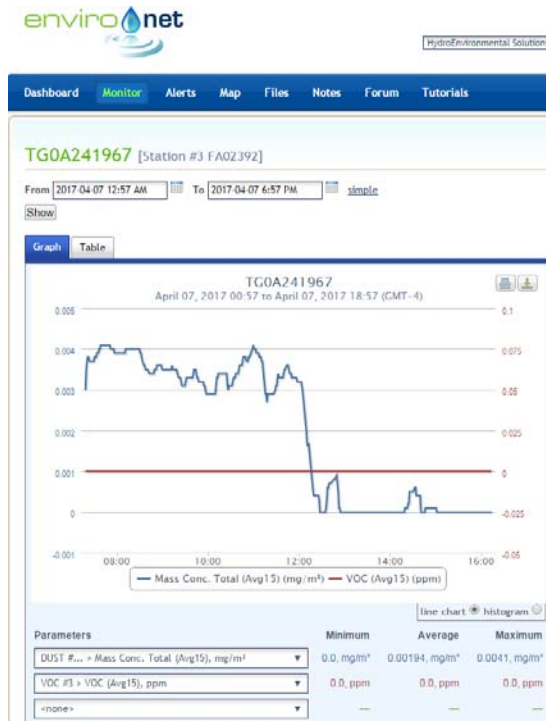 enviro net
HydroEnvironmental Solution
Dashboard Monitor Alerts Map Files Notes Forum Tutorials
TG0A241967 [Station #3 FA02392]
From 2017-04-07 12:57 AM To 2017-04-07 6:57 PM simple
Show
Graph Table
TG0A241967
April 07, 2017 00:57 to April 07, 2017 18:57 (GMT-4)
0.005 0.1
0.004 0.075
0.003 0.05
0.002 0.025
0.001 0
0 -0.025
-0.001 -0.05
08:00 10:00 12:00 14:00 16:00
Mass Conc. Total (Avg15) (mg/m³) VOC (Avg15) (ppm)
line chart histogram
Parameters Minimum Average Maximum
DUST #... > Mass Conc. Total (Avg15), mg/m³ 0.0, mg/m³ 0.00194, mg/m³ 0.0041, mg/m³
VOC #3 > VOC (Avg15), ppm 0.0, ppm 0.0, ppm 0.0, ppm
<none> — — —